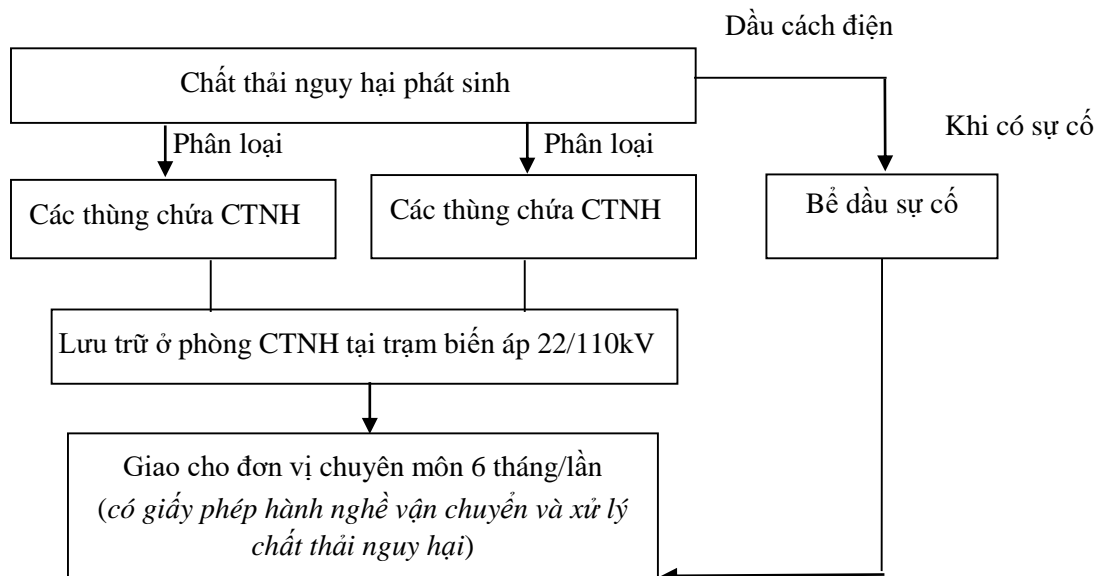 Dầu cách điện
Chất thải nguy hại phát sinh
Khi có sự cố
Phân loại
Phân loại
Các thùng chứa CTNH
Các thùng chứa CTNH
Bể dầu sự cố
Lưu trữ ở phòng CTNH tại trạm biến áp 22/110kV
Giao cho đơn vị chuyên môn 6 tháng/lần
(có giấy phép hành nghề vận chuyển và xử lý
chất thải nguy hại)